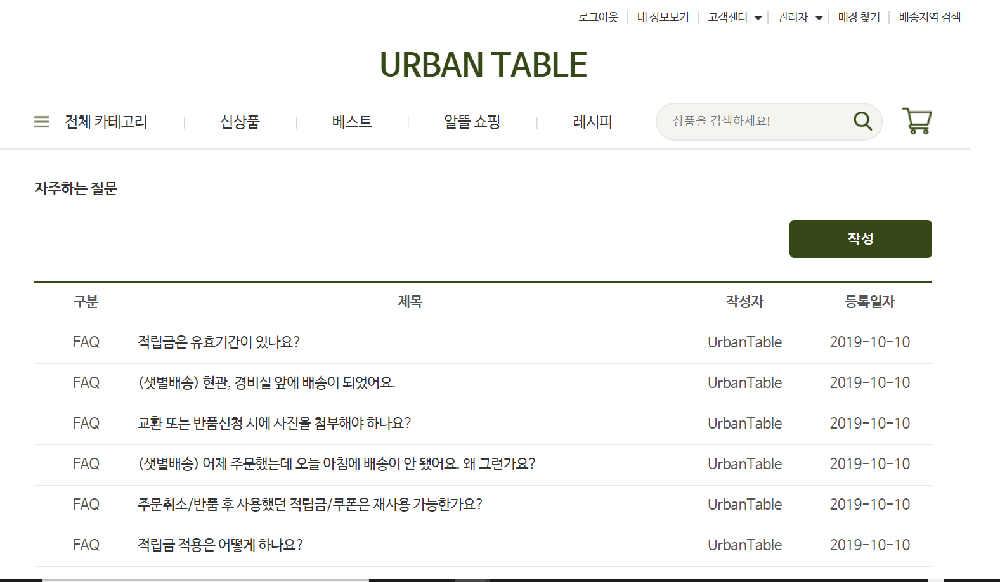 로그아웃 내 정보보기 고객센터 관리자 매장 찾기 배송지역 검색
URBAN TABLE
전체 카테고리 신상품 베스트 알뜰 쇼핑 레시피 상품을 검색하세요!
자주하는 질문
작성
구분 제목 작성자 등록일자
FAQ 적립금은 유효기간이 있나요? UrbanTable 2019-10-10
FAQ (샛별배송) 현관, 경비실 앞에 배송이 되었어요. UrbanTable 2019-10-10
FAQ 교환 또는 반품신청 시에 사진을 첨부해야 하나요? UrbanTable 2019-10-10
FAQ (샛별배송) 어제 주문했는데 오늘 아침에 배송이 안 됐어요. 왜 그런가요? UrbanTable 2019-10-10
FAQ 주문취소/반품 후 사용했던 적립금/쿠폰은 재사용 가능한가요? UrbanTable 2019-10-10
FAQ 적립금 적용은 어떻게 하나요? UrbanTable 2019-10-10